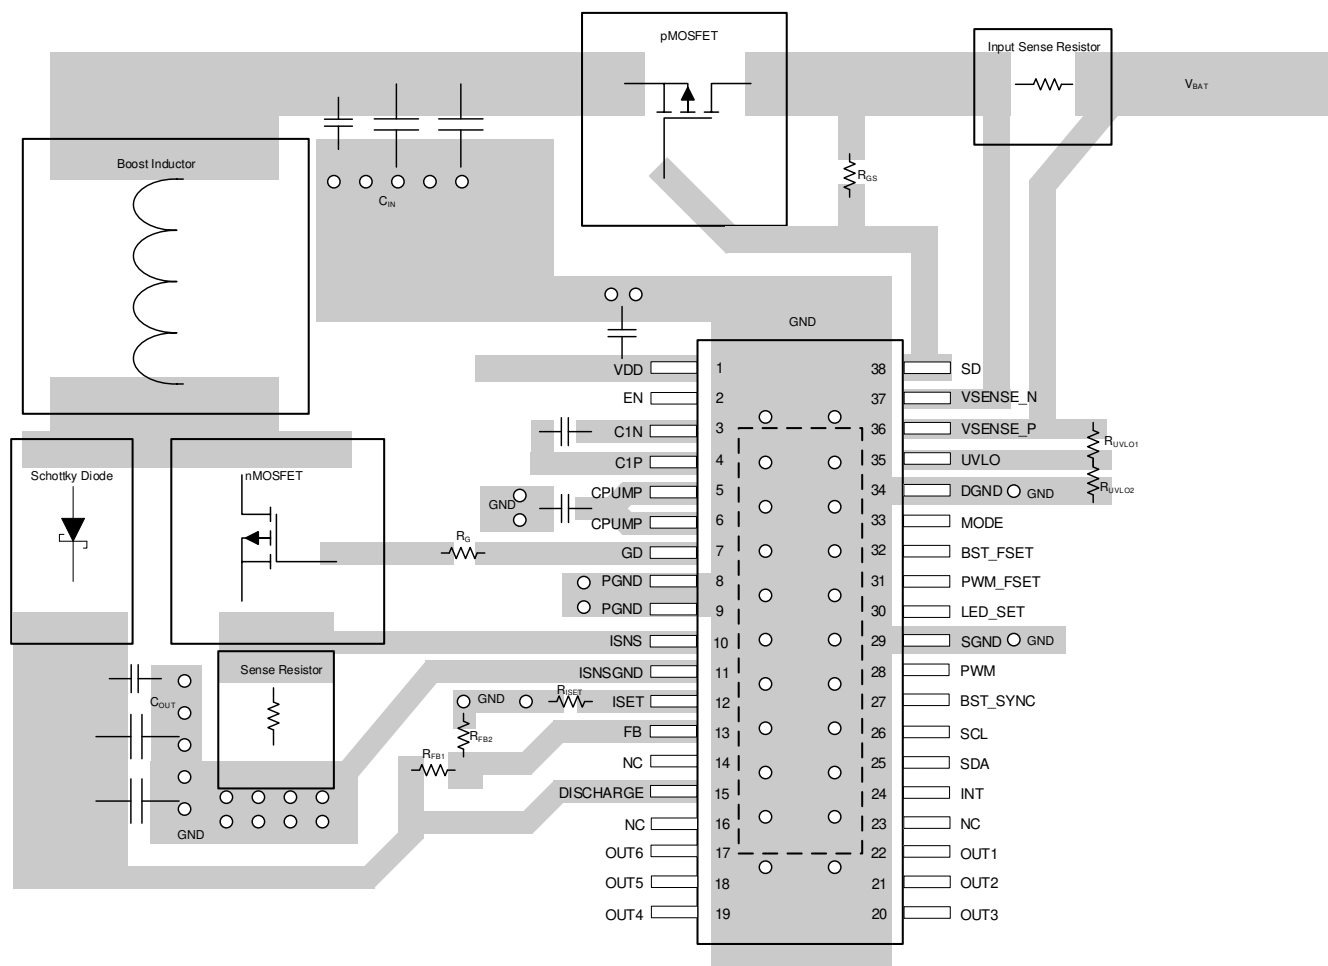 pMOSFET
Input Sense Resistor
VBAT
Boost Inductor
RGS
CIN
GND
VDD 1 38 SD
EN 2 37 VSENSE_N
C1N 3 36 VSENSE_P
RUVLO1
C1P 4 35 UVLO
CPUMP 5 34 DGND GND
RUVLO2
GND
CPUMP 6 33 MODE
RG
GD 7 32 BST_FSET
PGND 8 31 PWM_FSET
PGND 9 30 LED_SET
ISNS 10 29 SGND GND
ISNSGND 11 28 PWM
ISET 12 27 BST_SYNC
FB 13 26 SCL
NC 14 25 SDA
DISCHARGE 15 24 INT
NC 16 23 NC
OUT6 17 22 OUT1
OUT5 18 21 OUT2
OUT4 19 20 OUT3
Schottky Diode
nMOSFET
Sense Resistor
COUT
GND
GND
RISET
RFB2
RFB1